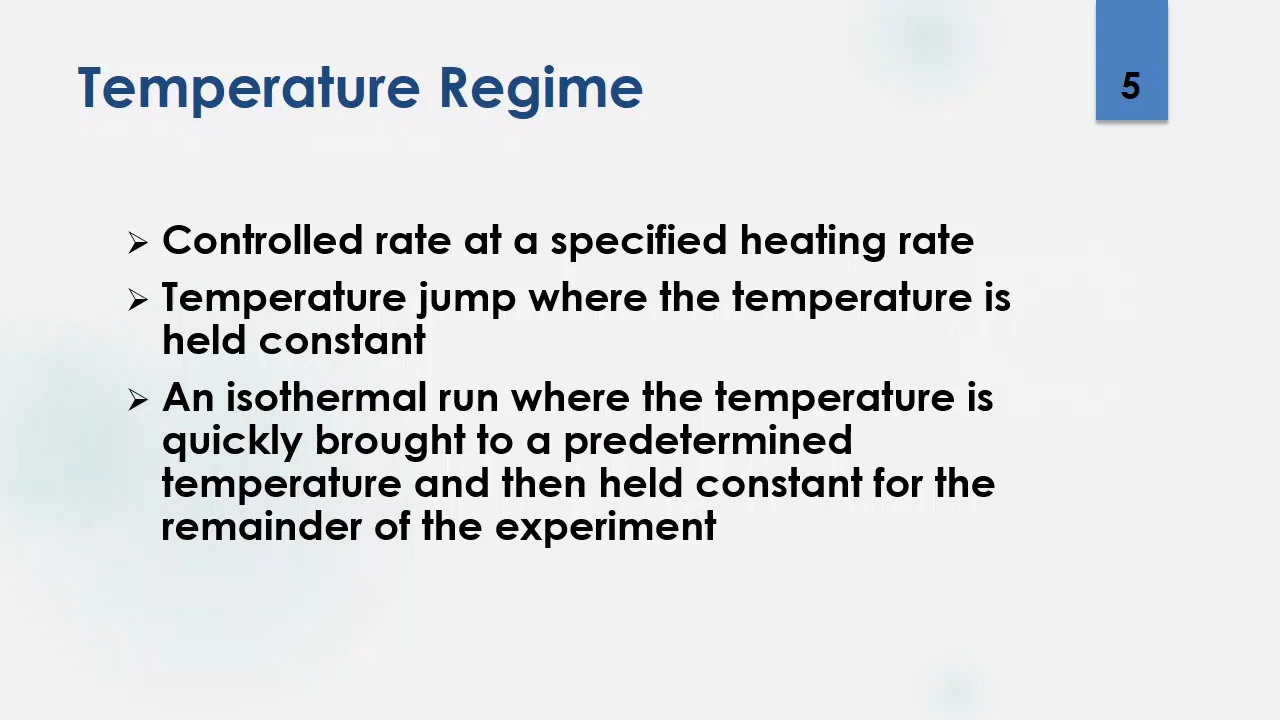 Temperature Regime
5
➢ Controlled rate at a specified heating rate
➢ Temperature jump where the temperature is
held constant
➢ An isothermal run where the temperature is
quickly brought to a predetermined
temperature and then held constant for the
remainder of the experiment